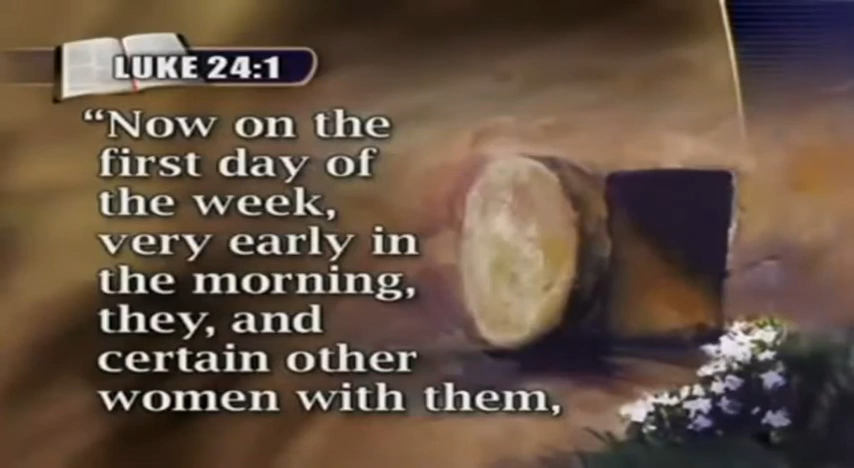 LUKE 24:1
“Now on the
first day of
the week,
very early in
the morning,
they, and
certain other
women with them,